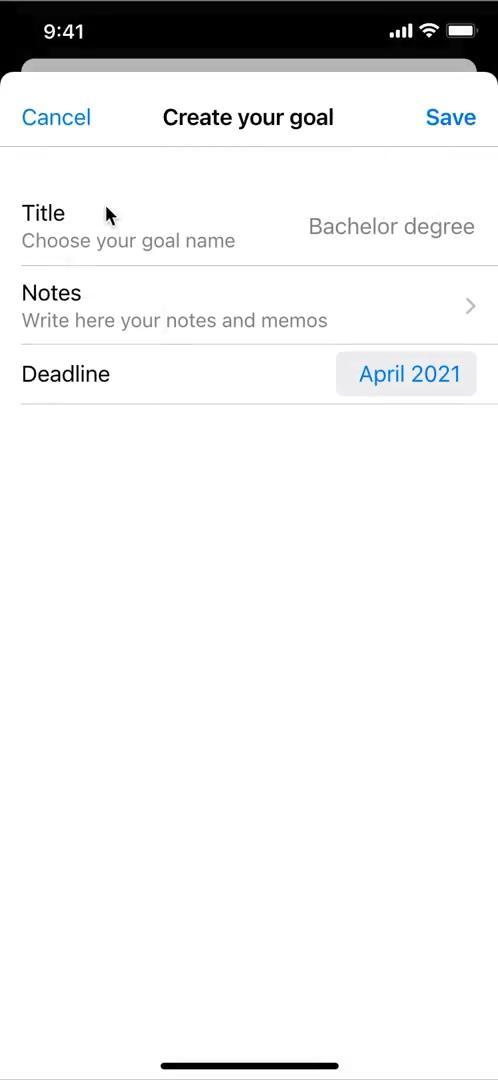 9:41
Cancel Create your goal Save
Title
Choose your goal name
Bachelor degree
Notes
Write here your notes and memos
Deadline April 2021